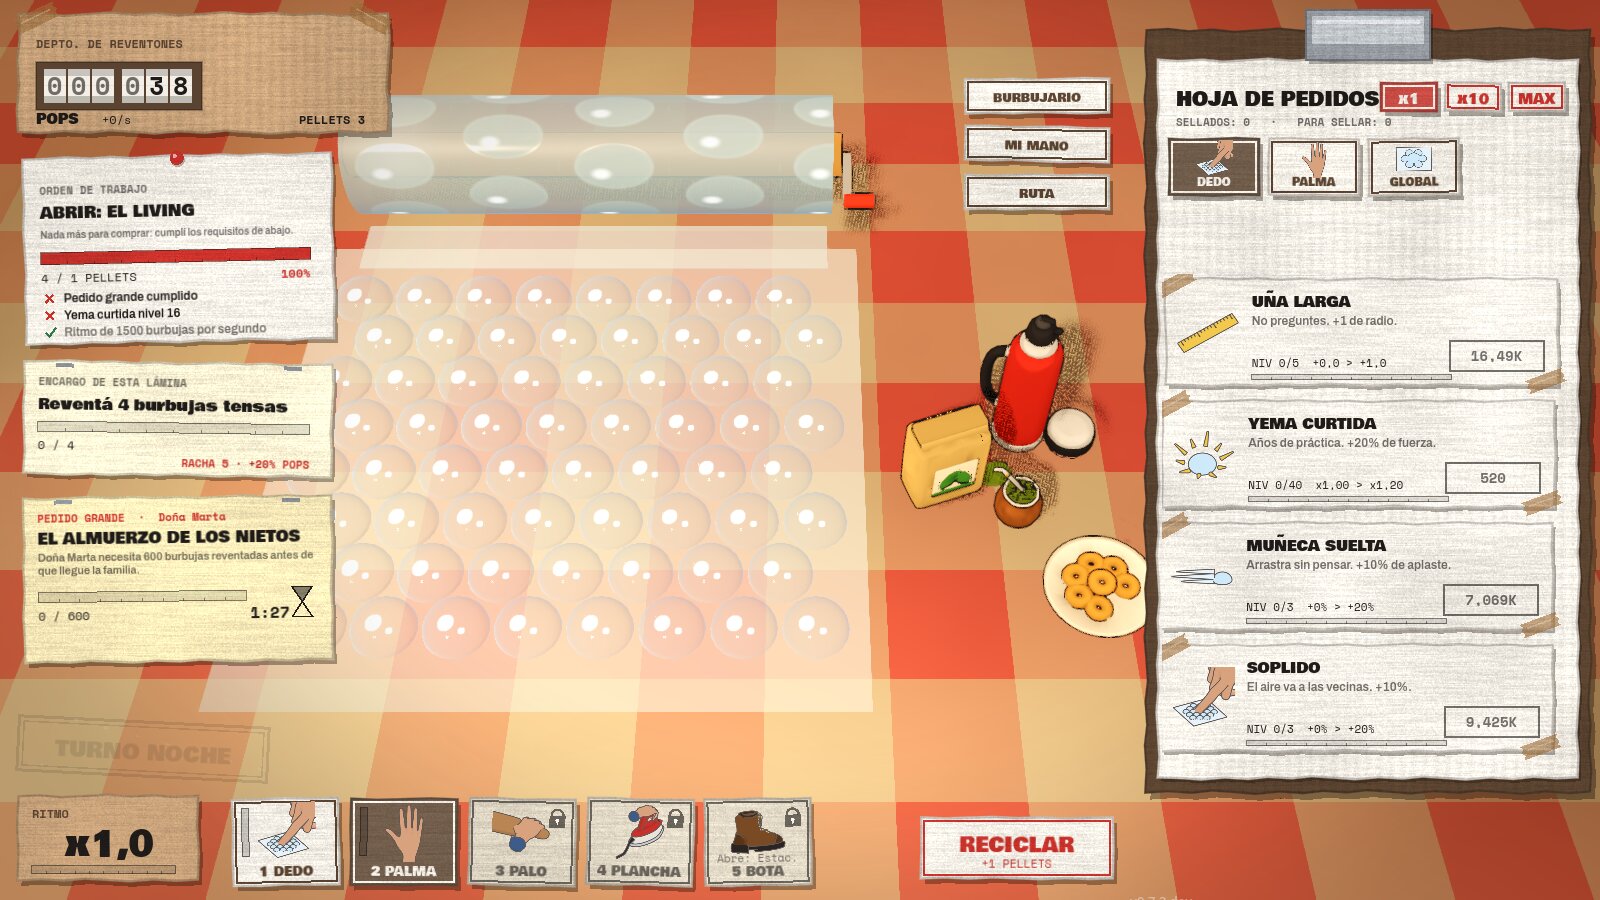 DEPTO. DE REVENTONES
000 038
POPS +0/s PELLETS 3
ORDEN DE TRABAJO
ABRIR: EL LIVING
Nada más para comprar: cumplí los requisitos de abajo.
4 / 1 PELLETS 100%
Pedido grande cumplido
Yema curtida nivel 16
Ritmo de 1500 burbujas por segundo
ENCARGO DE ESTA LÁMINA
Reventá 4 burbujas tensas
0 / 4
RACHA 5 · +20% POPS
PEDIDO GRANDE · Doña Marta
EL ALMUERZO DE LOS NIETOS
Doña Marta necesita 600 burbujas reventadas antes de
que llegue la familia.
0 / 600 1:27
TURNO NOCHE
RITMO
x1,0
1 DEDO
2 PALMA
3 PALO
4 PLANCHA
Abre: Estac.
5 BOTA
RECICLAR
+1 PELLETS
BURBUJARIO
MI MANO
RUTA
HOJA DE PEDIDOS x1 x10 MAX
SELLADOS: 0 · PARA SELLAR: 0
DEDO PALMA GLOBAL
UÑA LARGA
No preguntes. +1 de radio.
NIV 0/5 +0,0 > +1,0 16,49K
YEMA CURTIDA
Años de práctica. +20% de fuerza.
NIV 0/40 x1,00 > x1,20 520
MUÑECA SUELTA
Arrastra sin pensar. +10% de aplaste.
NIV 0/3 +0% > +20% 7,069K
SOPLIDO
El aire va a las vecinas. +10%.
NIV 0/3 +0% > +20% 9,425K